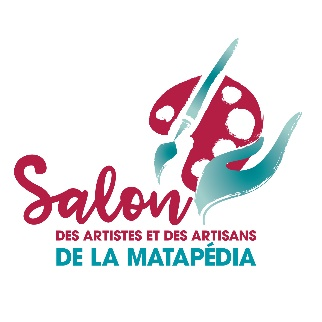 Salon
DES ARTISTES ET DES ARTISANS
DE LA MATAPÉDIA